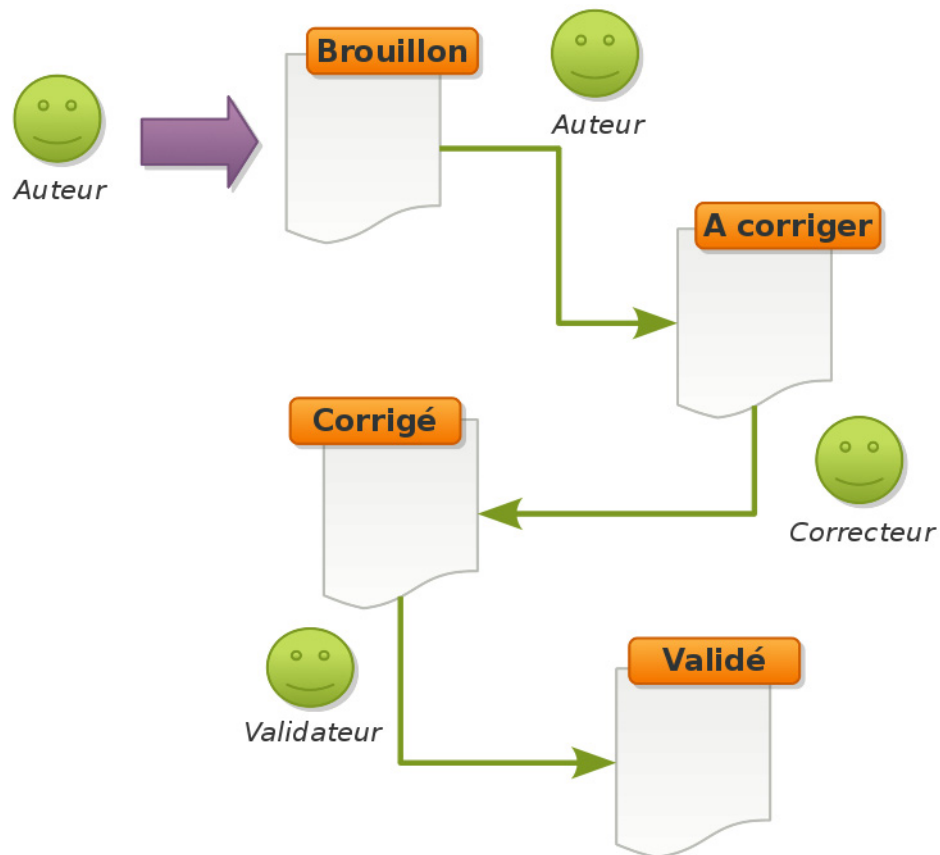 Brouillon
Auteur
Auteur
A corriger
Corrigé
Correcteur
Validé
Validateur